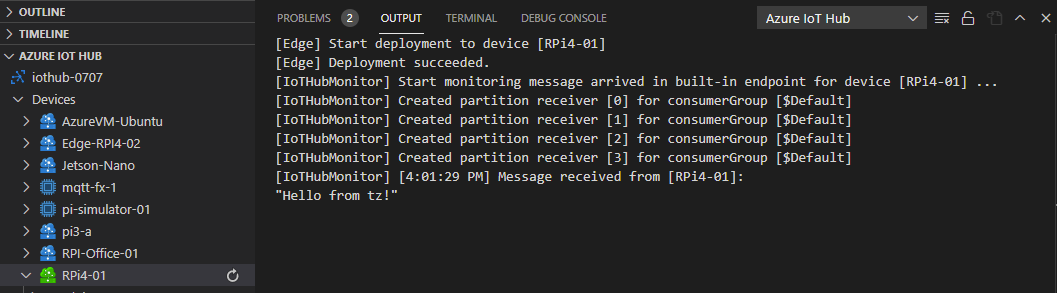 OUTLINE
TIMELINE
AZURE IOT HUB
iothub-0707
Devices
AzureVM-Ubuntu
Edge-RPI4-02
Jetson-Nano
mqtt-fx-1
pi-simulator-01
pi3-a
RPI-Office-01
RPi4-01
PROBLEMS 2 OUTPUT TERMINAL DEBUG CONSOLE Azure IoT Hub
[Edge] Start deployment to device [RPi4-01]
[Edge] Deployment succeeded.
[IoTHubMonitor] Start monitoring message arrived in built-in endpoint for device [RPi4-01] ...
[IoTHubMonitor] Created partition receiver [0] for consumerGroup [$Default]
[IoTHubMonitor] Created partition receiver [1] for consumerGroup [$Default]
[IoTHubMonitor] Created partition receiver [2] for consumerGroup [$Default]
[IoTHubMonitor] Created partition receiver [3] for consumerGroup [$Default]
[IoTHubMonitor] [4:01:29 PM] Message received from [RPi4-01]:
"Hello from tz!"